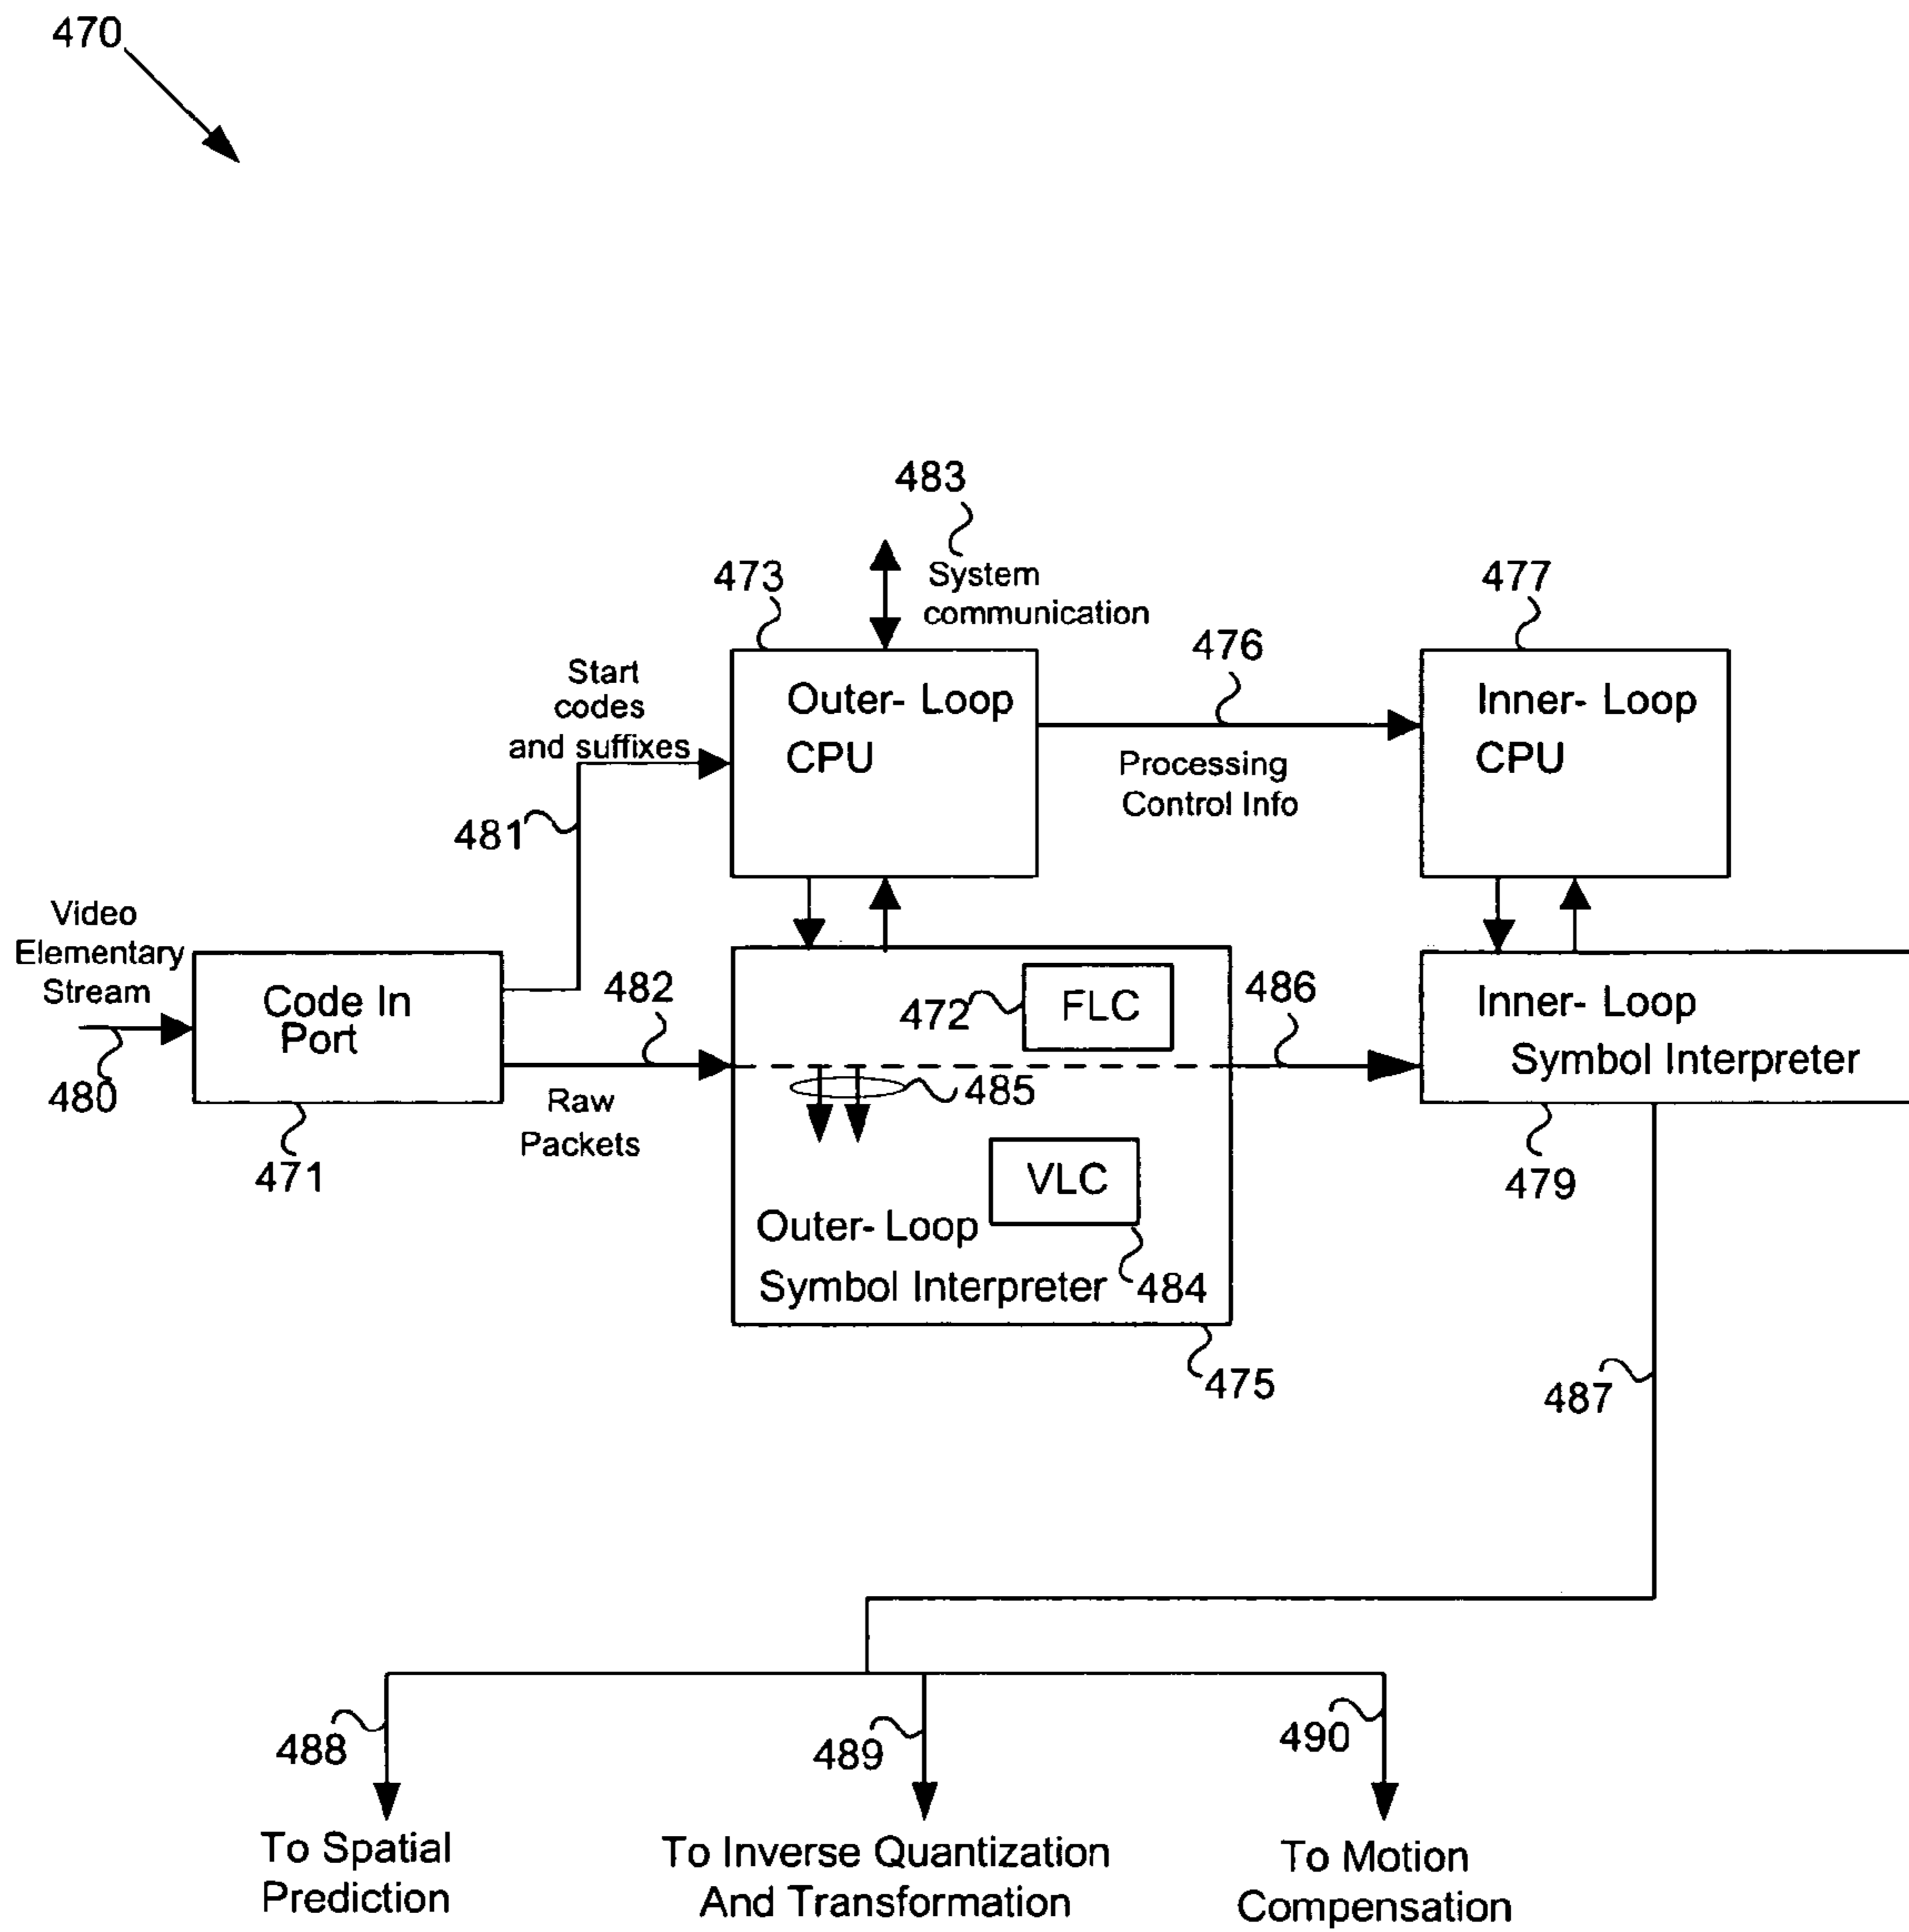 470
483
System
communication
473
477
476
Start
codes
and suffixes
Outer- Loop
CPU
Inner- Loop
CPU
Processing
Control Info
481
Video
Elementary
Stream
482
472
FLC
486
Code In
Port
Inner- Loop
Symbol Interpreter
480
485
Raw
Packets
471
VLC
479
Outer- Loop
Symbol Interpreter
484
475
487
488
489
490
To Spatial
Prediction
To Inverse Quantization
And Transformation
To Motion
Compensation